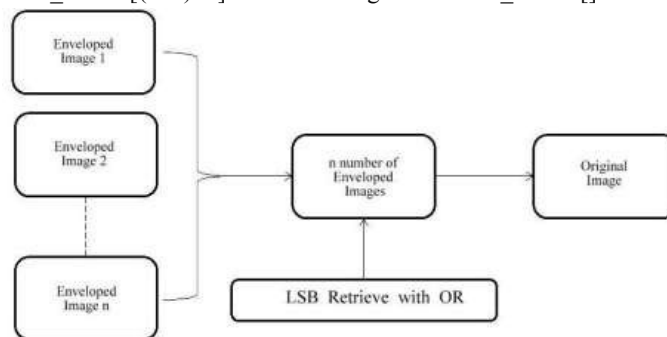 Enveloped
Image 1
Enveloped
Image 2
n number of
Enveloped
Images
Original
Image
Enveloped
Image n
LSB Retrieve with OR